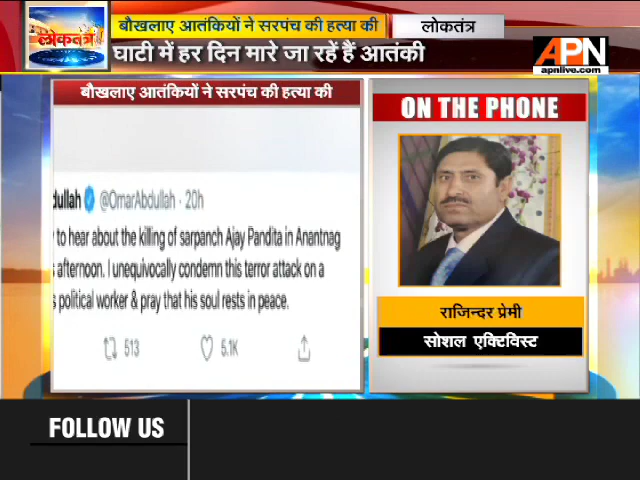 लोकतंत्र
बौखलाए आतंकियों ने सरपंच की हत्या की
लोकतंत्र
घाटी में हर दिन मारे जा रहें हैं आतंकी
APN
apnlive.com
बौखलाए आतंकियों ने सरपंच की हत्या की
@OmarAbdullah · 20h
to hear about the killing of sarpanch Ajay Pandita in Anantnag
afternoon. I unequivocally condemn this terror attack on a
political worker & pray that his soul rests in peace.
513 5.1K
ON THE PHONE
राजिन्दर प्रेमी
सोशल एक्टिविस्ट
FOLLOW US